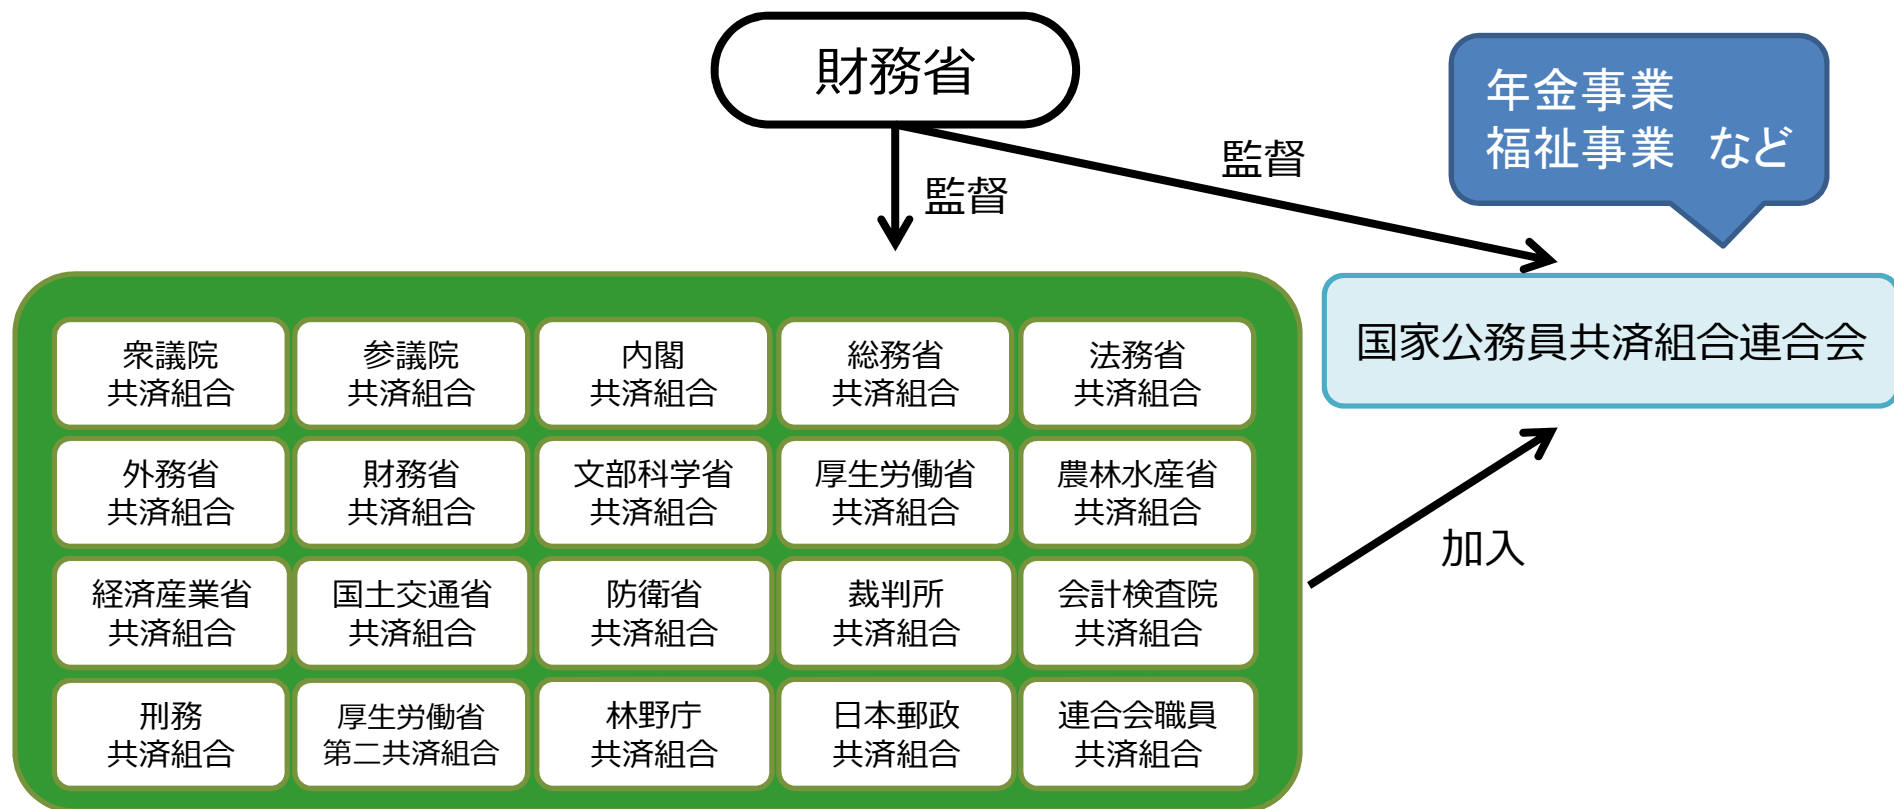 財務省
年金事業
福祉事業　など
監督
監督
国家公務員共済組合連合会
衆議院
共済組合
参議院
共済組合
内閣
共済組合
総務省
共済組合
法務省
共済組合
外務省
共済組合
財務省
共済組合
文部科学省
共済組合
厚生労働省
共済組合
農林水産省
共済組合
加入
経済産業省
共済組合
国土交通省
共済組合
防衛省
共済組合
裁判所
共済組合
会計検査院
共済組合
刑務
共済組合
厚生労働省
第二共済組合
林野庁
共済組合
日本郵政
共済組合
連合会職員
共済組合